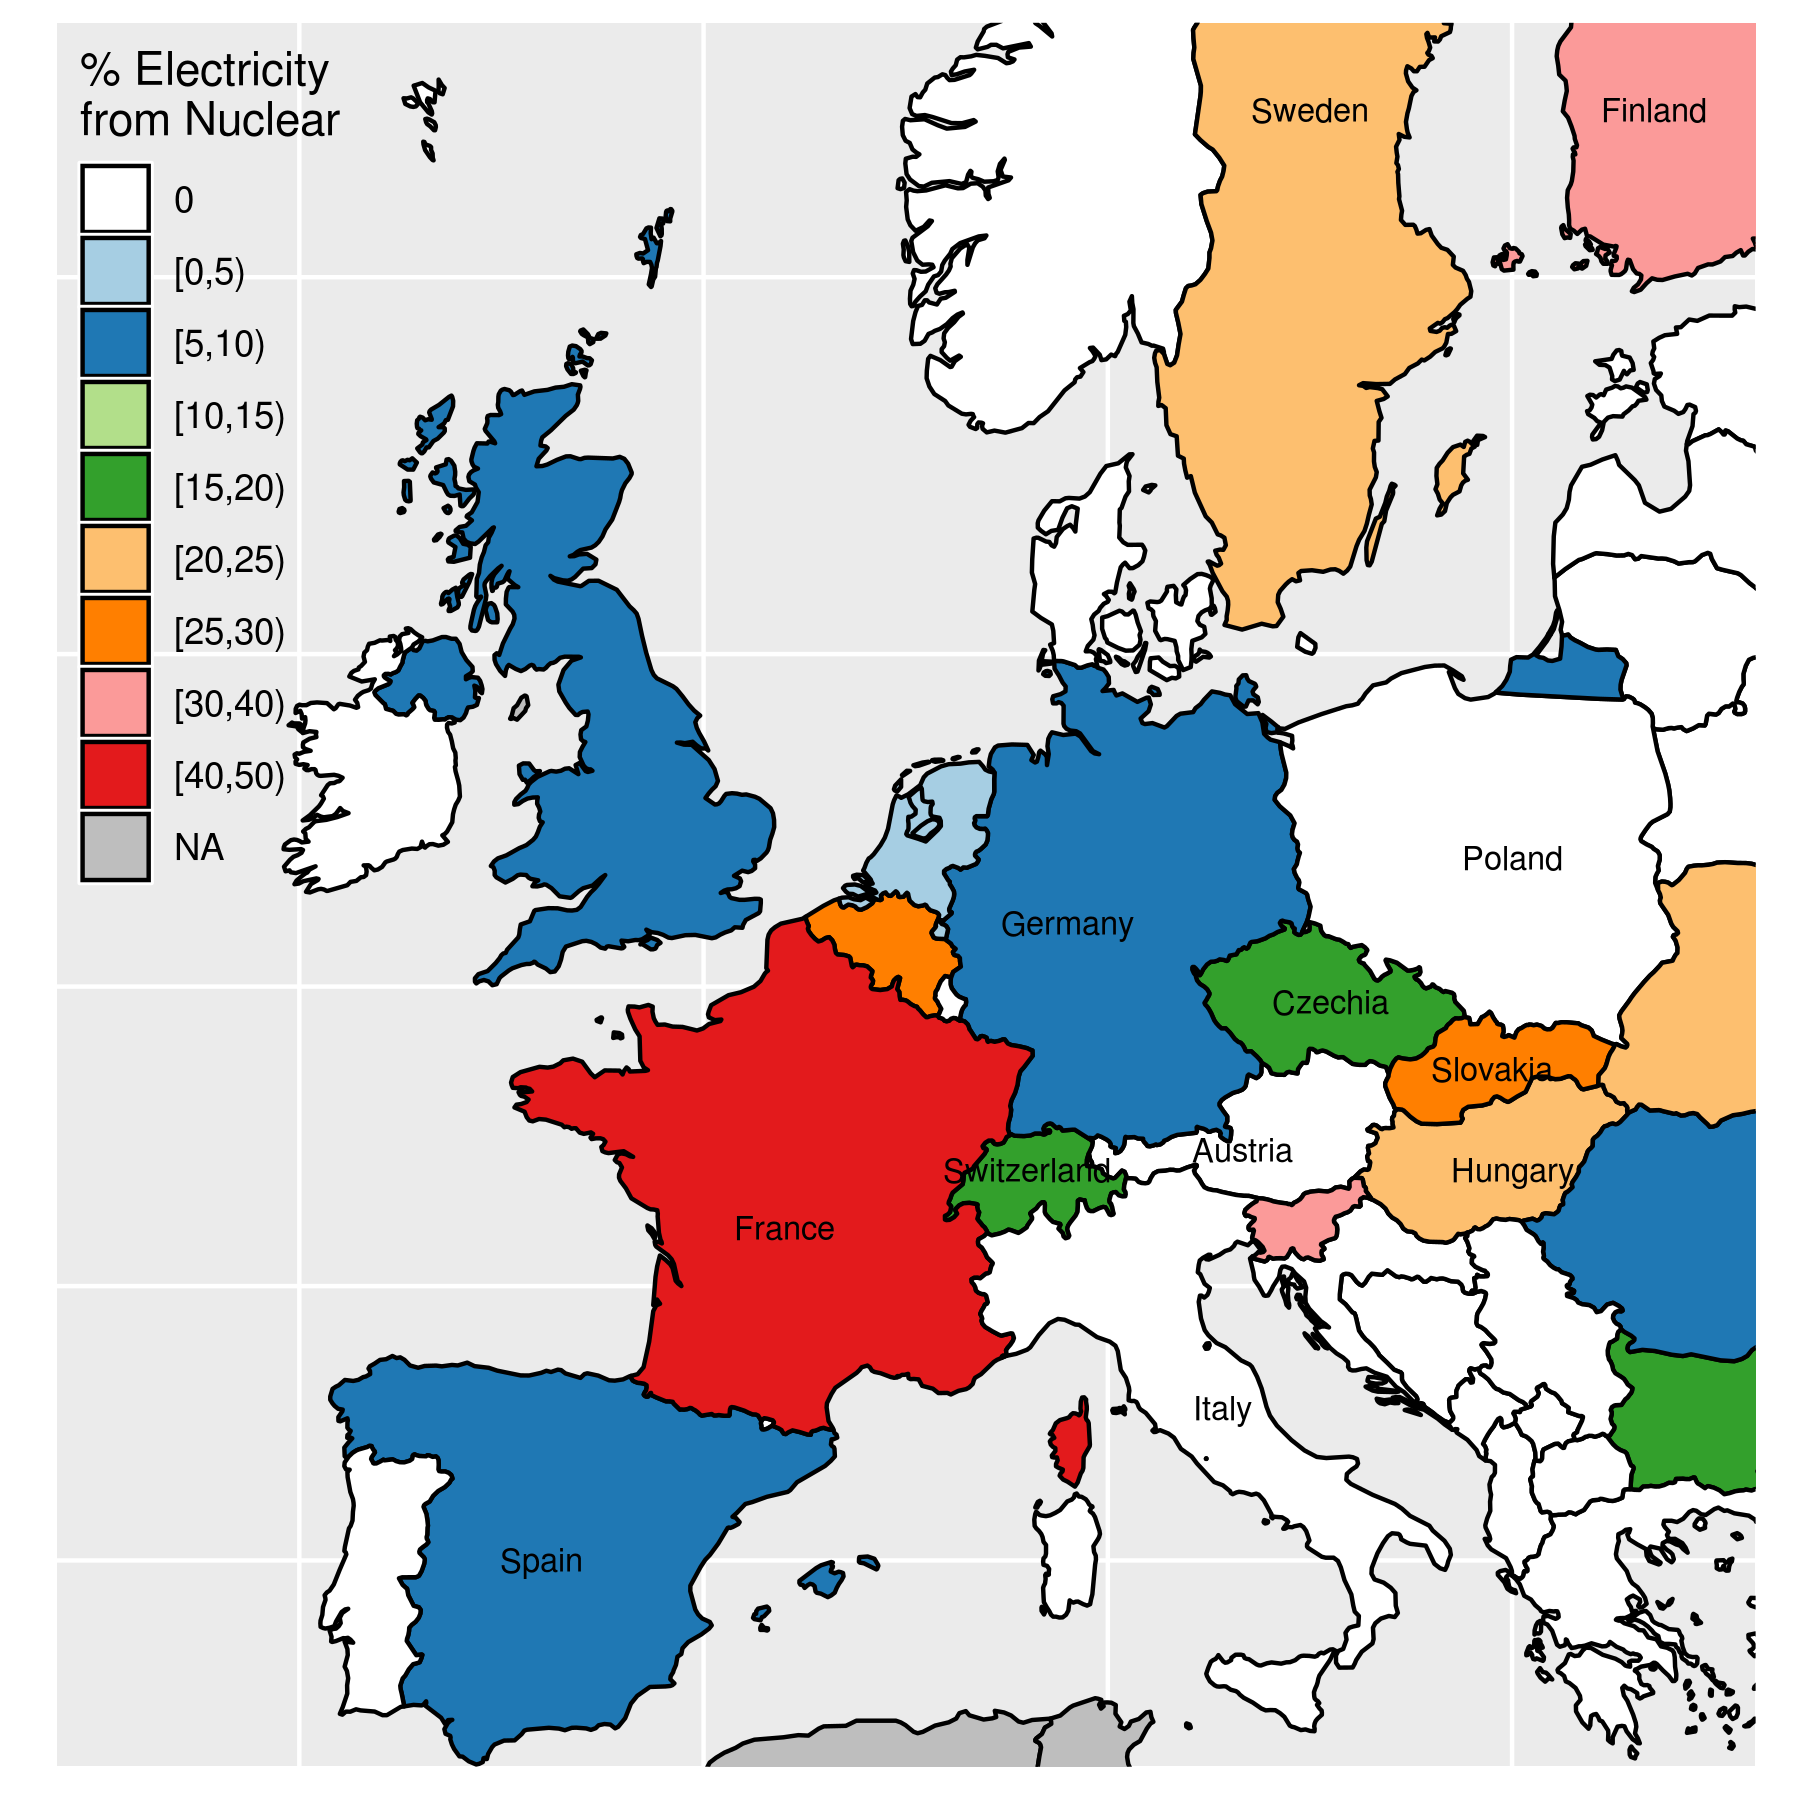 % Electricity
from Nuclear
0
[0,5)
[5,10)
[10,15)
[15,20)
[20,25)
[25,30)
[30,40)
[40,50)
NA
Sweden
Finland
Poland
Germany
Czechia
Slovakia
Austria
Switzerland
Hungary
France
Italy
Spain